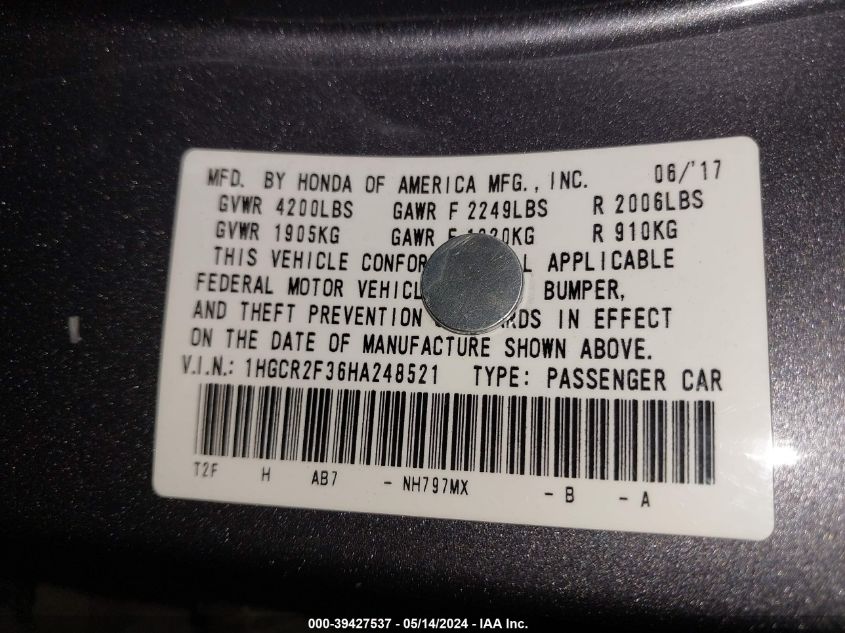 MFD. BY HONDA OF AMERICA MFG., INC. 06/'17
GVWR 4200LBS GAWR F 2249LBS R 2006LBS
GVWR 1905KG GAWR F 1020KG R 910KG
THIS VEHICLE L APPLICABLE
FEDERAL MOTOR BUMPER,
AND THEFT PREVENTION IN EFFECT
ON THE DATE OF MANUFACTURE SHOWN ABOVE.
V.I.N.: 1HGCR2F36HA248521 TYPE: PASSENGER CAR
T2F H AB7 - NH797MX - B - A
000-39427537 - 05/14/2024 - IAA Inc.